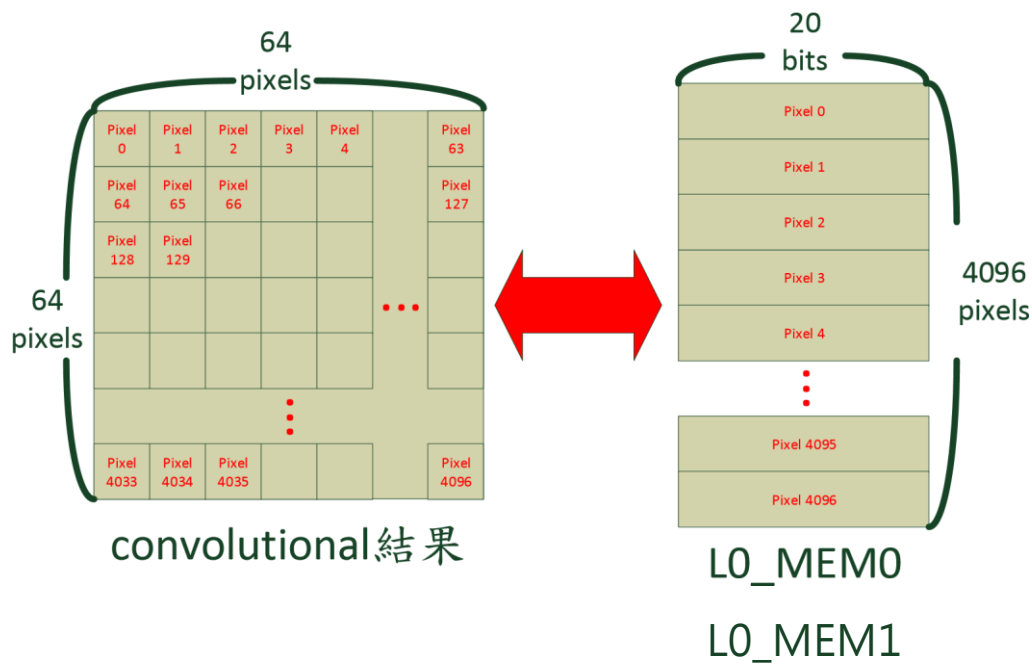 64
pixels
20
bits
Pixel
0
Pixel
1
Pixel
2
Pixel
3
Pixel
4
Pixel
63
Pixel
64
Pixel
65
Pixel
66
Pixel
127
Pixel
128
Pixel
129
64
pixels
Pixel
4033
Pixel
4034
Pixel
4035
Pixel
4096
convolutional結果
Pixel 0
Pixel 1
Pixel 2
Pixel 3
Pixel 4
Pixel 4095
Pixel 4096
4096
pixels
L0_MEM0
L0_MEM1